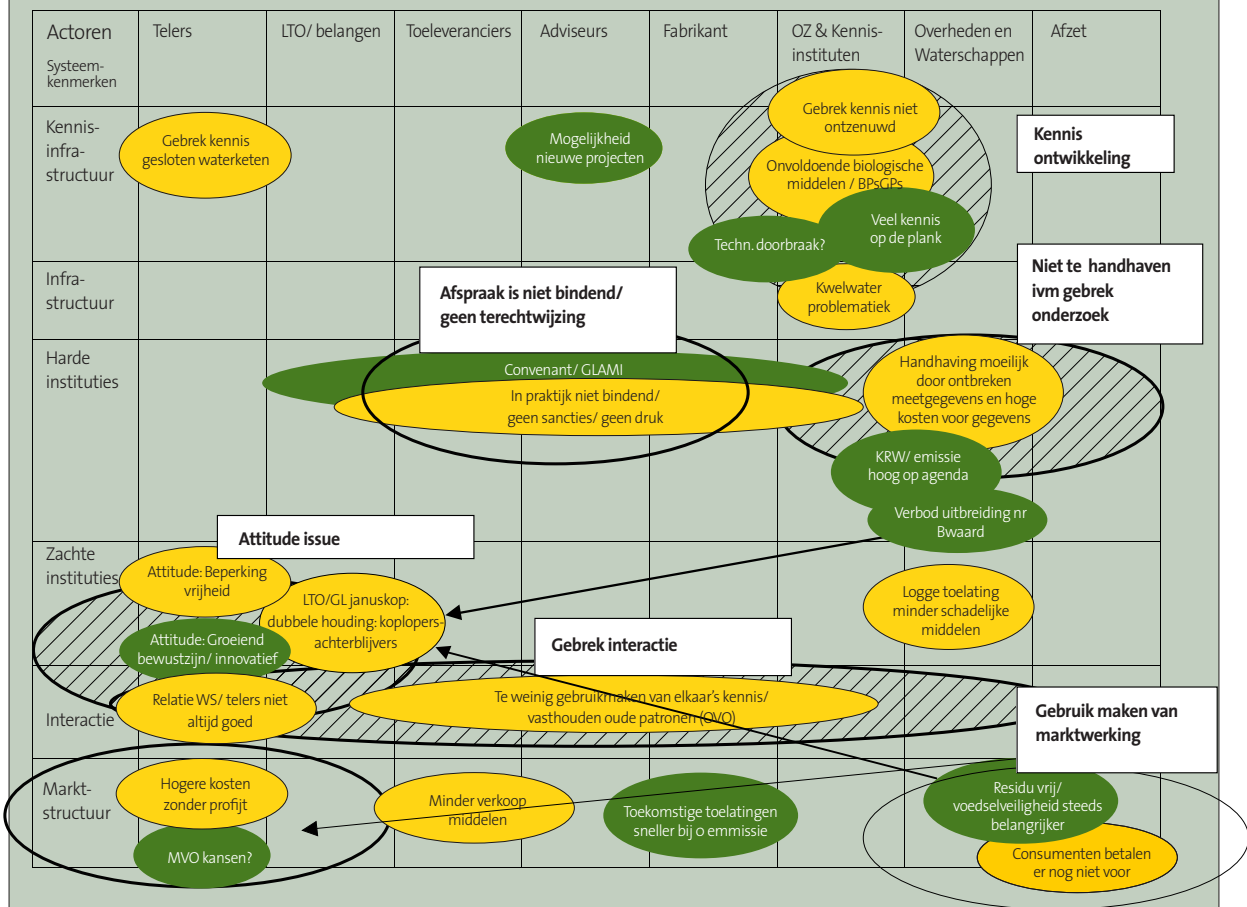 Actoren
Systeem-
kenmerken
Telers
LTO/ belangen
Toeleveranciers
Adviseurs
Fabrikant
OZ & Kennis-
instituten
Overheden en
Waterschappen
Afzet
Kennis-
infra-
structuur
Gebrek kennis
gesloten waterketen
Mogelijkheid
nieuwe projecten
Gebrek kennis niet
ontzenuwd
Onvoldoende biologische
middelen / BPsGPs
Veel kennis
op de plank
Techn. doorbraak?
Kennis
ontwikkeling
Infra-
structuur
Kwelwater
problematiek
Afspraak is niet bindend/
geen terechtwijzing
Niet te handhaven
ivm gebrek
onderzoek
Harde
instituties
Convenant/ GLAMI
In praktijk niet bindend/
geen sancties/ geen druk
Handhaving moeilijk
door ontbreken
meetgegevens en hoge
kosten voor gegevens
KRW/ emissie
hoog op agenda
Verbod uitbreiding nr
Bwaard
Attitude issue
Zachte
instituties
Attitude: Beperking
vrijheid
LTO/GL januskop:
dubbele houding: koplopers-
achterblijvers
Attitude: Groeiend
bewustzijn/ innovatief
Logge toelating
minder schadelijke
middelen
Gebrek interactie
Interactie
Relatie WS/ telers niet
altijd goed
Te weinig gebruikmaken van elkaar's kennis/
vasthouden oude patronen (OVO)
Gebruik maken van
marktwerking
Markt-
structuur
Hogere kosten
zonder profijt
MVO kansen?
Minder verkoop
middelen
Toekomstige toelatingen
sneller bij o emmissie
Residu vrij/
voedselveiligheid steeds
belangrijker
Consumenten betalen
er nog niet voor